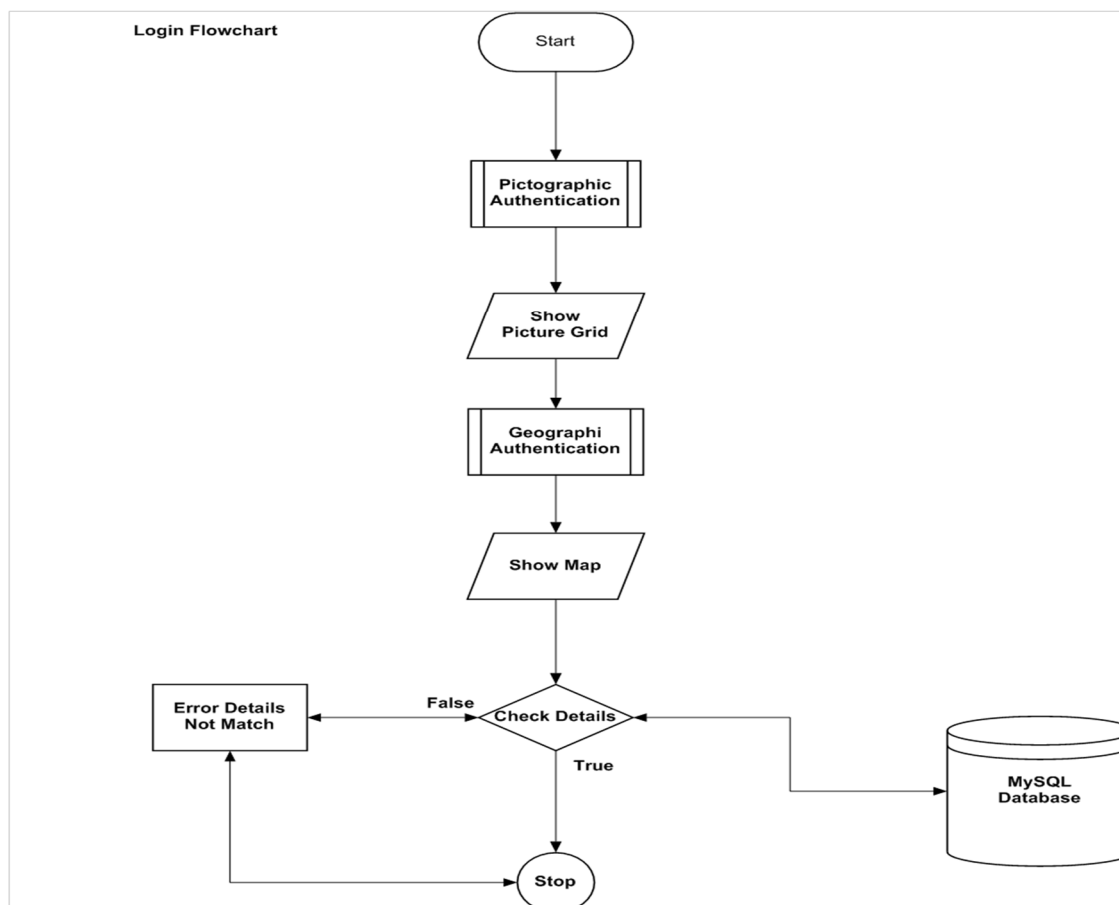 Login Flowchart
Start
Pictographic
Authentication
Show
Picture Grid
Geographi
Authentication
Show Map
Error Details
Not Match
False
Check Details
True
MySQL
Database
Stop